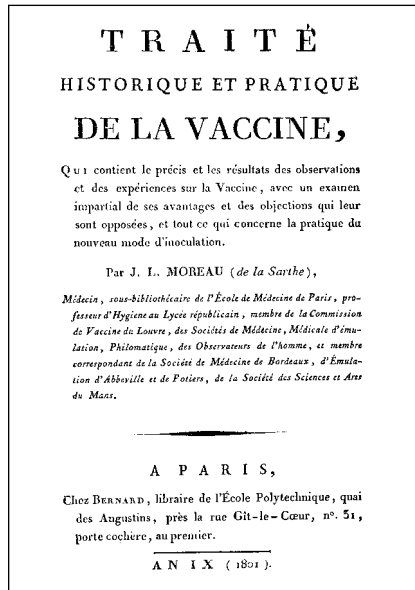 TRAITÉ
HISTORIQUE ET PRATIQUE
DE LA VACCINE,
QUI contient le précis et les résultats des observations
et des expériences sur la Vaccine, avec un examen
impartial de ses avantages et des objections qui leur
sont opposées, et tout ce qui concerne la pratique du
nouveau mode d'inoculation.
Par J. L. MOREAU (de la Sarthe),
Médecin, sous-bibliothécaire de l'École de Médecine de Paris, pro-
fesseur d'Hygiene au Lycée républicain, membre de la Commission
de Vaccine du Louvre, des Sociétés de Médecine, Médicale d'ému-
lation, Philomatique, des Observateurs de l'homme, et membre
correspondant de la Société de Médecine de Bordeaux, d'Émula-
tion d'Abbeville et de Potiers, de la Société des Sciences et Arts
du Mans.
A PARIS,
Chez BERNARD, libraire de l'École Polytechnique, quai
des Augustins, près la rue Gît-le-Cœur, n°. 31,
porte cochère, au premier.
AN IX (1801).